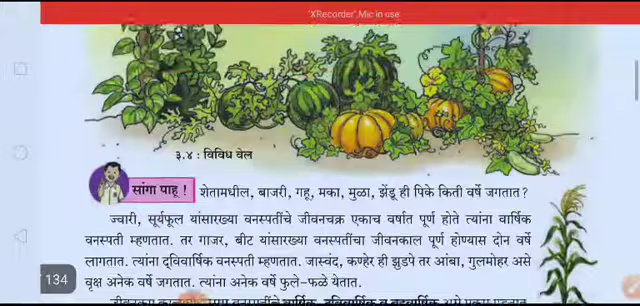 'XRecorder' Mic in use
३.४ : विविध वेल
सांगा पाहू ! शेतामधील, बाजरी, गहू, मका, मुळा, झेंडू ही पिके किती वर्षे जगतात ?
ज्वारी, सूर्यफूल यांसारख्या वनस्पतींचे जीवनचक्र एकाच वर्षात पूर्ण होते त्यांना वार्षिक
वनस्पती म्हणतात. तर गाजर, बीट यांसारख्या वनस्पतींचा जीवनकाल पूर्ण होण्यास दोन वर्षे
लागतात. त्यांना द्विवार्षिक वनस्पती म्हणतात. जास्वंद, कण्हेर ही झुडपे तर आंबा, गुलमोहर असे
134 वृक्ष अनेक वर्षे जगतात. त्यांना अनेक वर्षे फुले-फळे येतात.